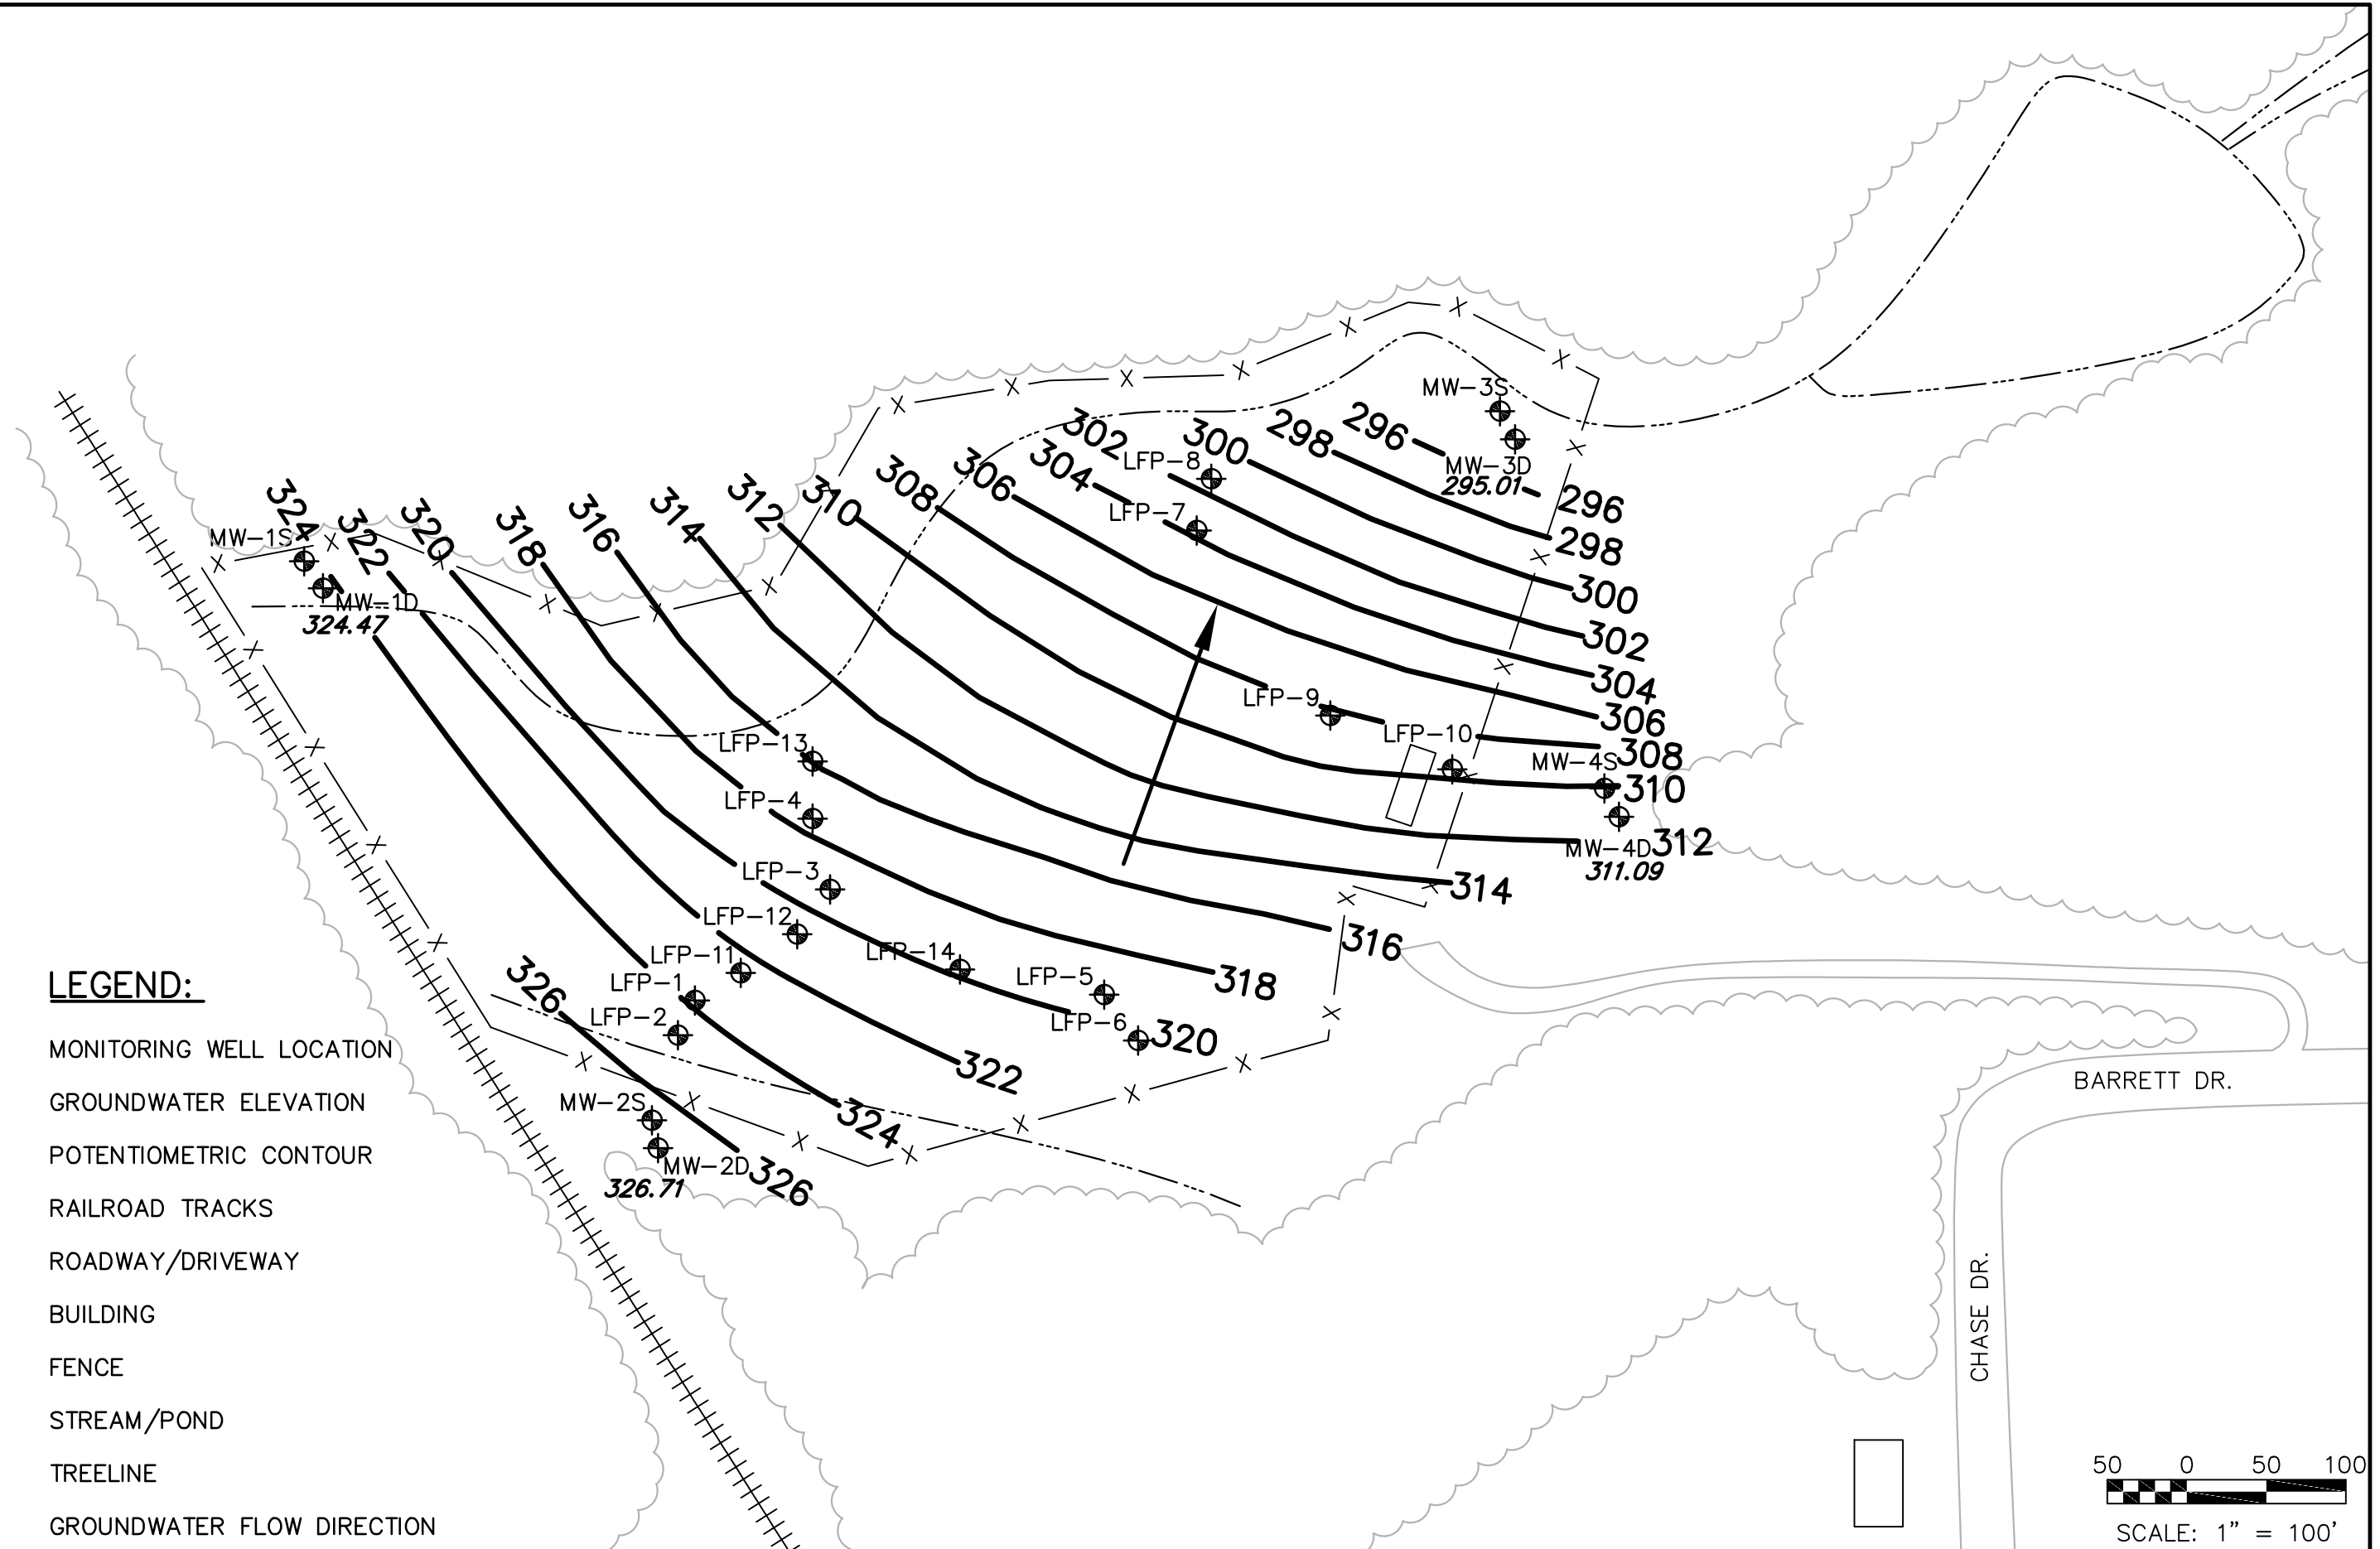 MW-3S
296
298
300
302
LFP-8
304
306
308
310
312
314
316
318
320
322
324
MW-3D
295.01
296
LFP-7
298
MW-1S
300
MW-1D
324.47
302
304
LFP-9
306
LFP-10
308
LFP-13
MW-4S
310
LFP-4
312
MW-4D
311.09
LFP-3
314
LFP-12
316
LFP-14
LFP-11
LFP-5
318
LFP-1
326
LFP-2
LFP-6
320
322
324
MW-2S
MW-2D
326.71
326
BARRETT DR.
CHASE DR.
LEGEND:
MONITORING WELL LOCATION
GROUNDWATER ELEVATION
POTENTIOMETRIC CONTOUR
RAILROAD TRACKS
ROADWAY/DRIVEWAY
BUILDING
FENCE
STREAM/POND
TREELINE
GROUNDWATER FLOW DIRECTION
50 0 50 100
SCALE: 1" = 100'